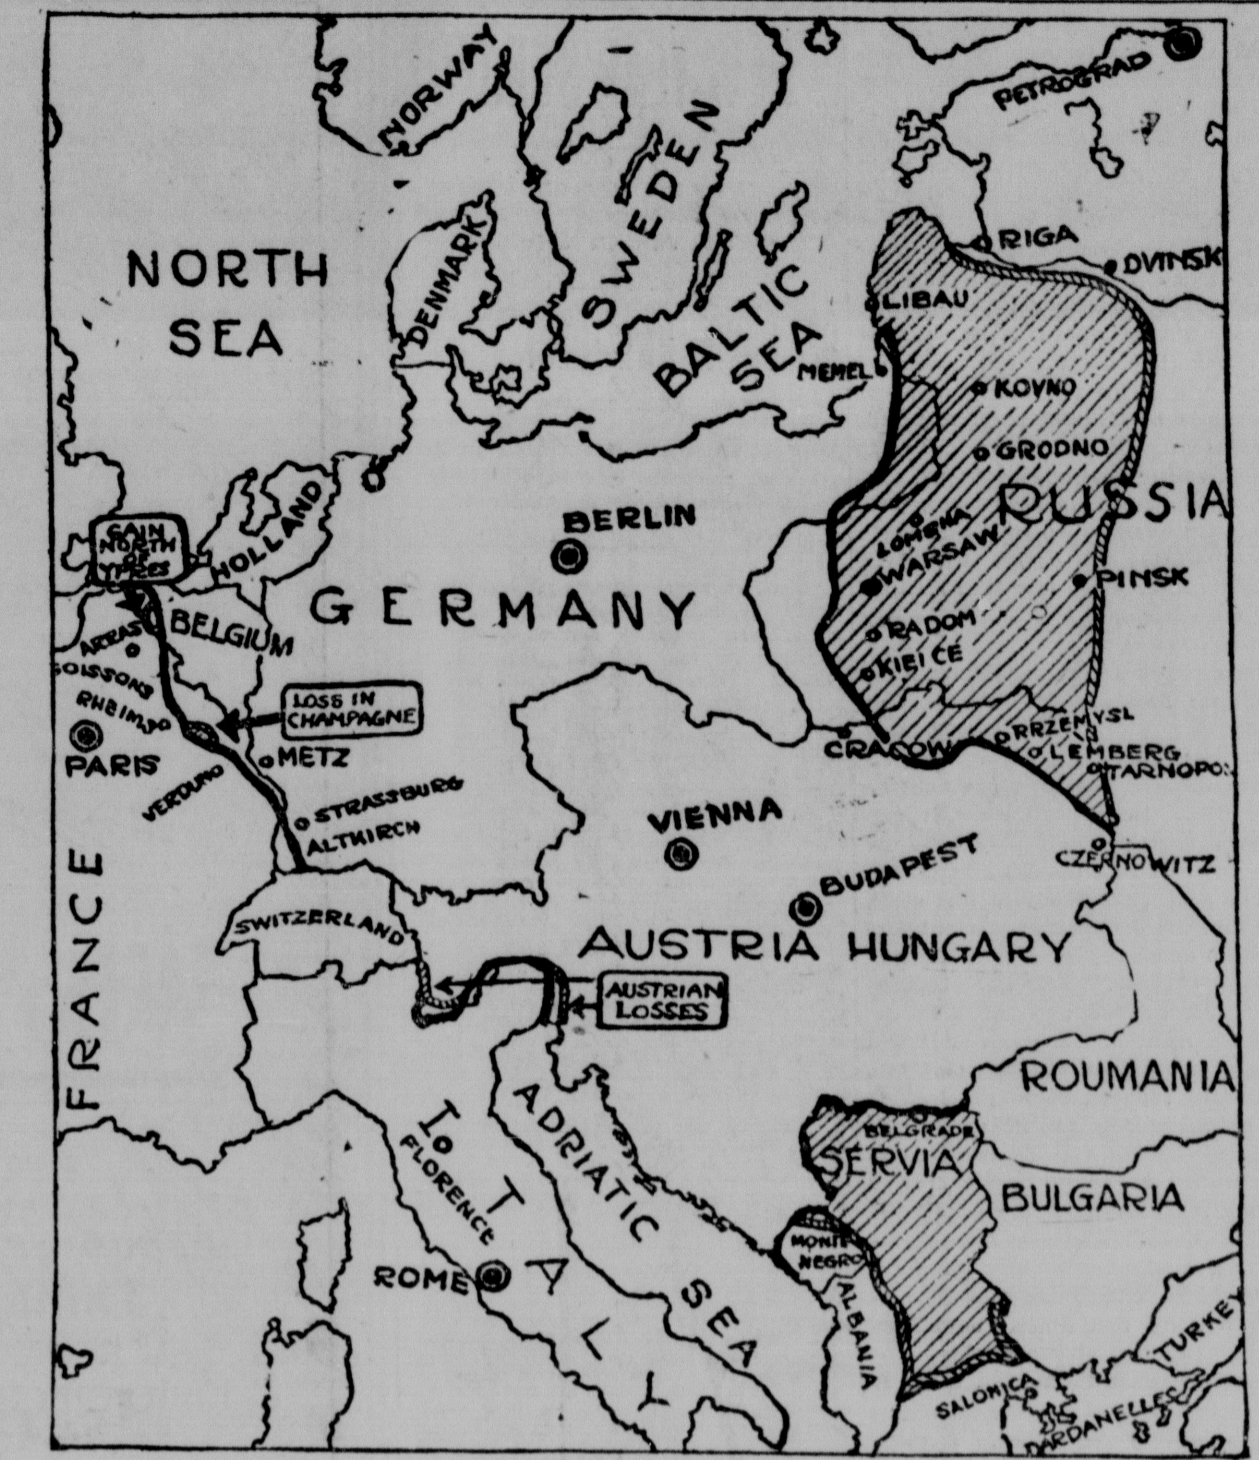 NORWAY
SWEDEN
PETROGRAD
NORTH
SEA
DENMARK
BALTIC
SEA
RIGA
DVINSK
LIBAU
MEMEL
KOVNO
GRODNO
RUSSIA
HOLLAND
GAIN
NORTH
OF
YPRES
BERLIN
LOMZHA
WARSAW
PINSK
GERMANY
BELGIUM
ARRAS
RADOM
KIELCE
SOISSONS
RHEIMS
LOSS IN
CHAMPAGNE
PARIS
METZ
VERDUN
STRASSBURG
ALTKIRCH
CRACOW
PRZEMYSL
LEMBERG
TARNOPO
VIENNA
BUDAPEST
CZERNOWITZ
FRANCE
SWITZERLAND
AUSTRIA HUNGARY
AUSTRIAN
LOSSES
ROUMANIA
ADRIATIC
SEA
ITALY
FLORENCE
ROME
BELGRADE
SERVIA
BULGARIA
MONTE
NEGRO
ALBANIA
TURKEY
SALONICA
DARDANELLES